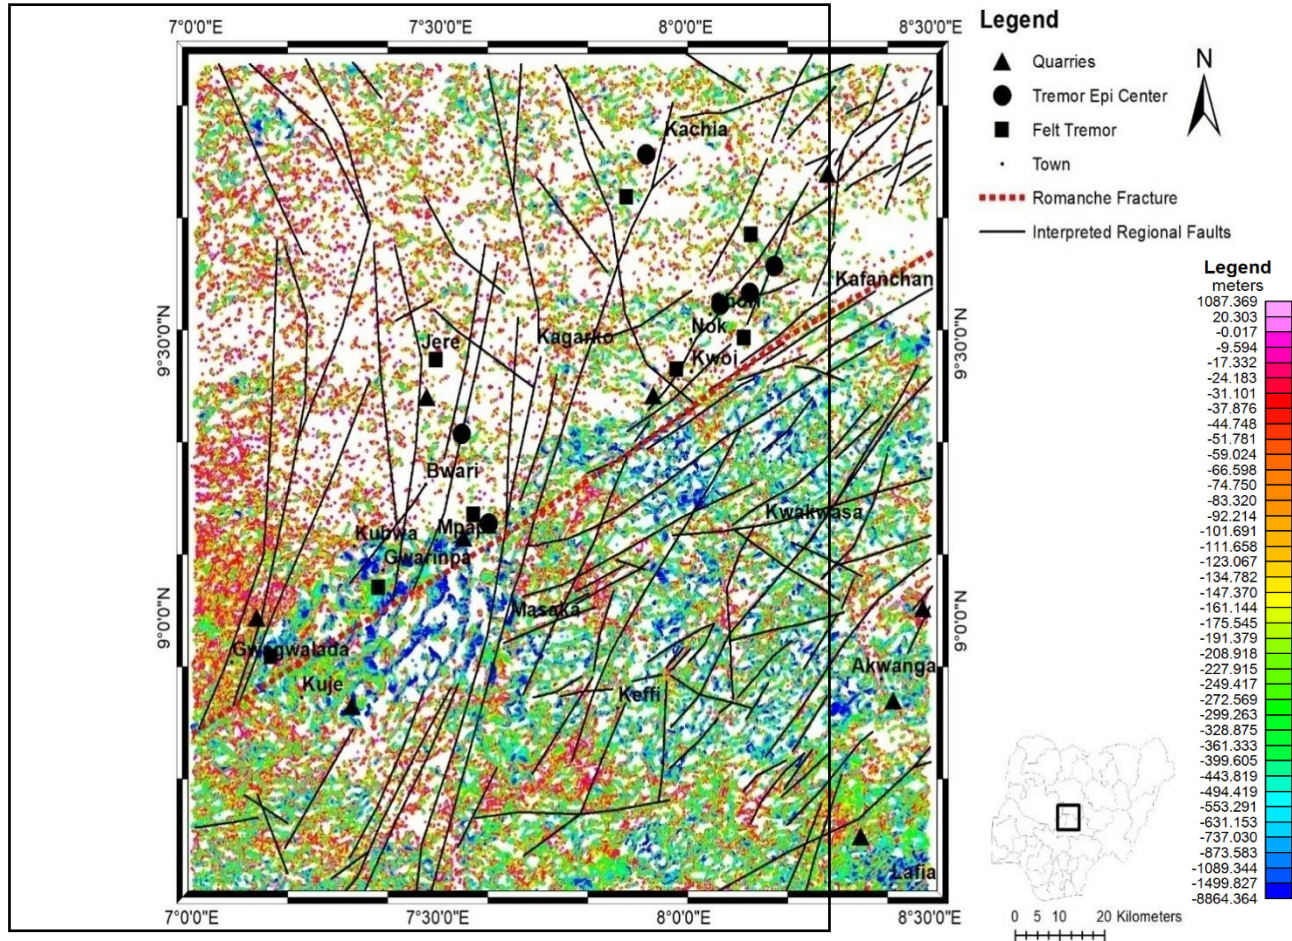 7°0'0"E
7°30'0"E
8°0'0"E
8°30'0"E
Legend
Quarries
Tremor Epi Center
Felt Tremor
Town
Romanche Fracture
Interpreted Regional Faults
N
Kachia
Kafanchan
Nok
Kwoi
Kagarko
Jere
Bwari
Kubwa
Gwarinpa
Kwakwasa
Masaka
Gwagwalada
Kuje
Keffi
Akwanga
Lafia
9°30'0"N
9°0'0"N
9°30'0"N
9°0'0"N
7°0'0"E
7°30'0"E
8°0'0"E
8°30'0"E
Legend
meters
1087.369
20.303
-0.017
-9.594
-17.332
-24.183
-31.101
-37.876
-44.748
-51.781
-59.024
-66.598
-74.750
-83.320
-92.214
-101.691
-111.658
-123.067
-134.782
-147.370
-161.144
-175.545
-191.379
-208.918
-227.915
-249.417
-272.569
-299.263
-328.875
-361.333
-399.605
-443.819
-494.419
-553.291
-631.153
-737.030
-873.583
-1089.344
-1499.827
-8864.364
0 5 10 20 Kilometers